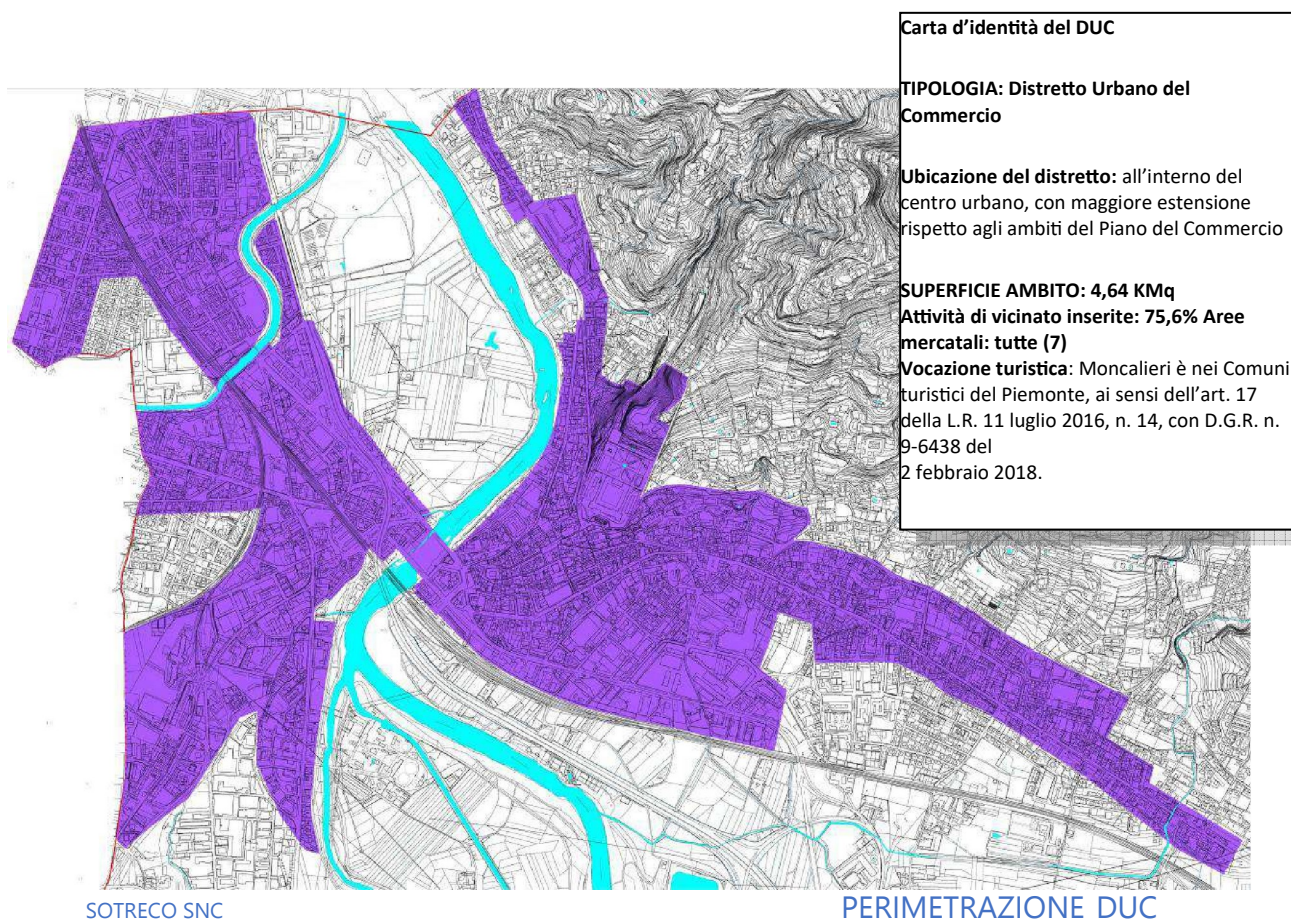 Carta d'identità del DUC
TIPOLOGIA: Distretto Urbano del
Commercio
Ubicazione del distretto: all'interno del
centro urbano, con maggiore estensione
rispetto agli ambiti del Piano del Commercio
SUPERFICIE AMBITO: 4,64 KMq
Attività di vicinato inserite: 75,6% Aree
mercatali: tutte (7)
Vocazione turistica: Moncalieri è nei Comuni
turistici del Piemonte, ai sensi dell'art. 17
della L.R. 11 luglio 2016, n. 14, con D.G.R. n.
9-6438 del
2 febbraio 2018.
SOTRECO SNC
PERIMETRAZIONE DUC